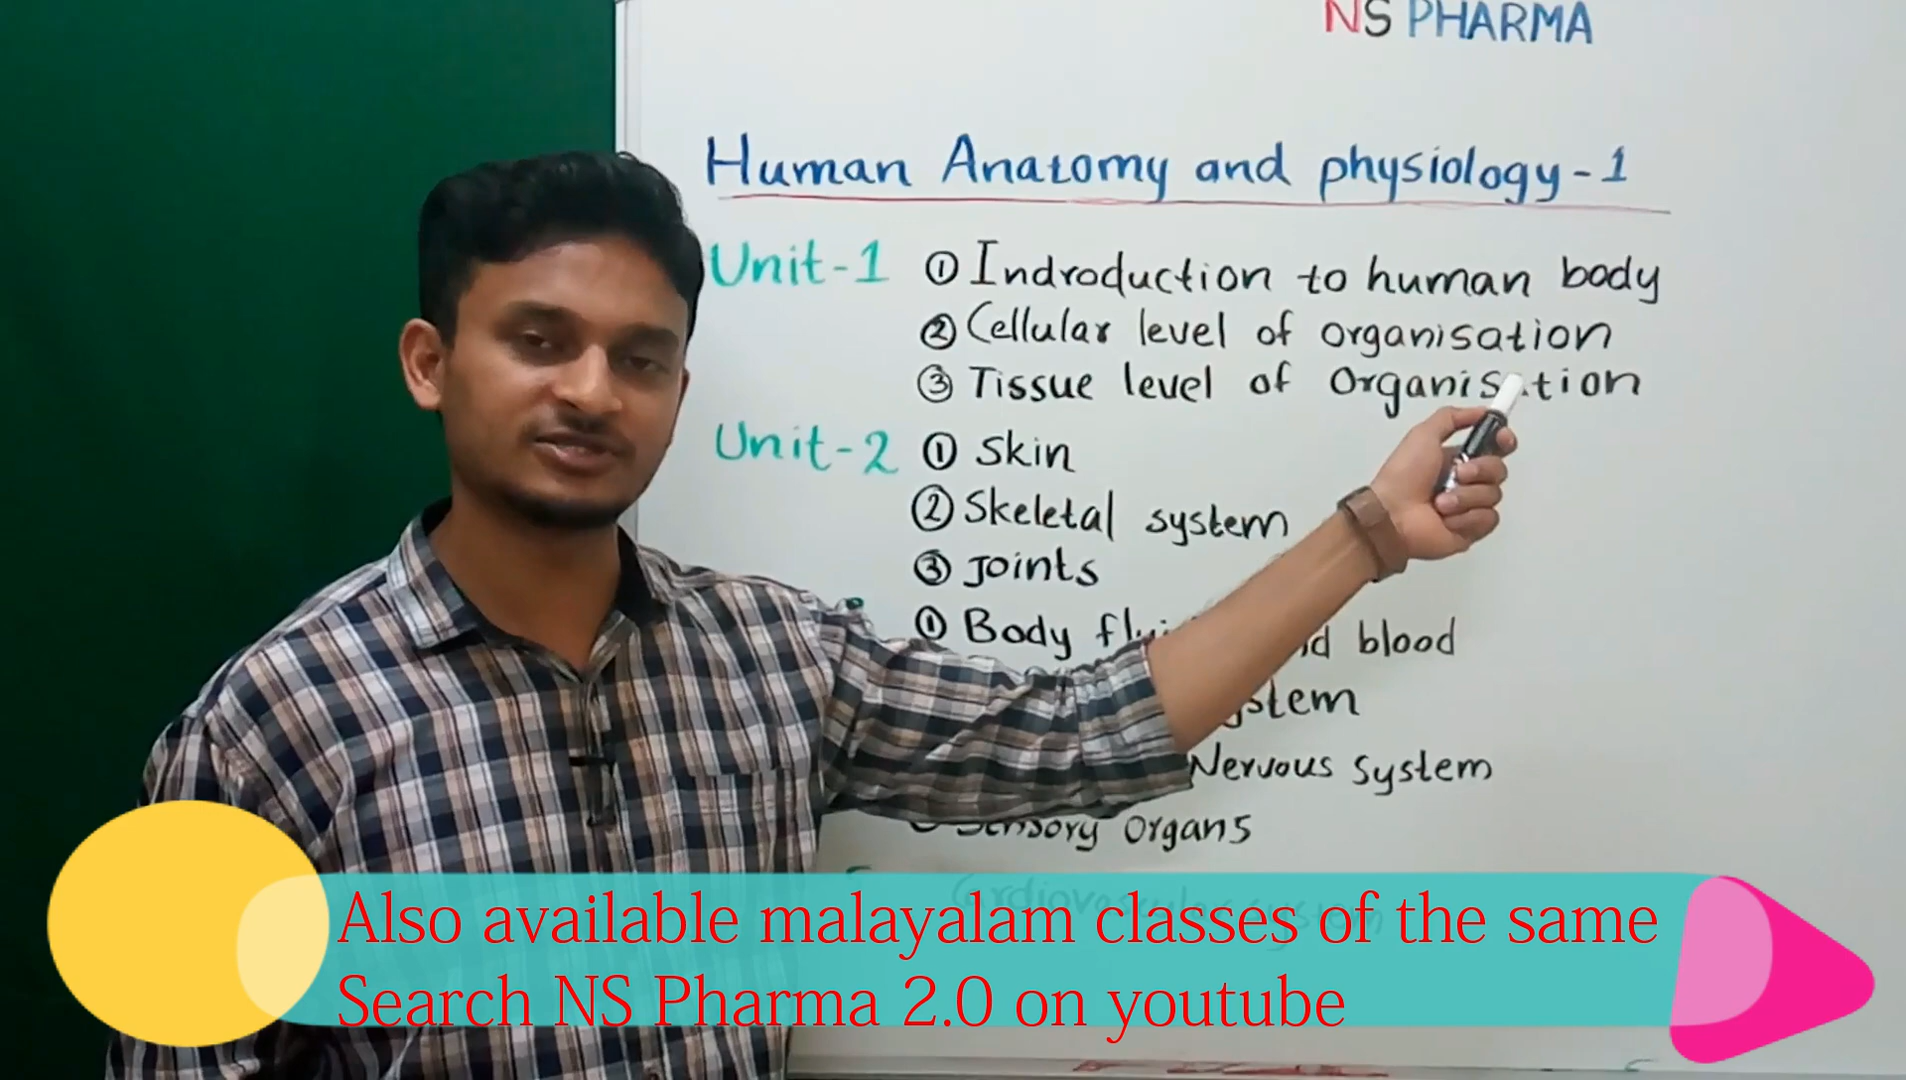 NS PHARMA
Human Anatomy and physiology-1
Unit-1 ① Indroduction to human body
② Cellular level of organisation
③ Tissue level of Organisation
Unit-2 ① Skin
② Skeletal system
③ Joints
① Body blood
Nervous system
Sensory Organs
Cardiovascular system
Also available malayalam classes of the same
Search NS Pharma 2.0 on youtube